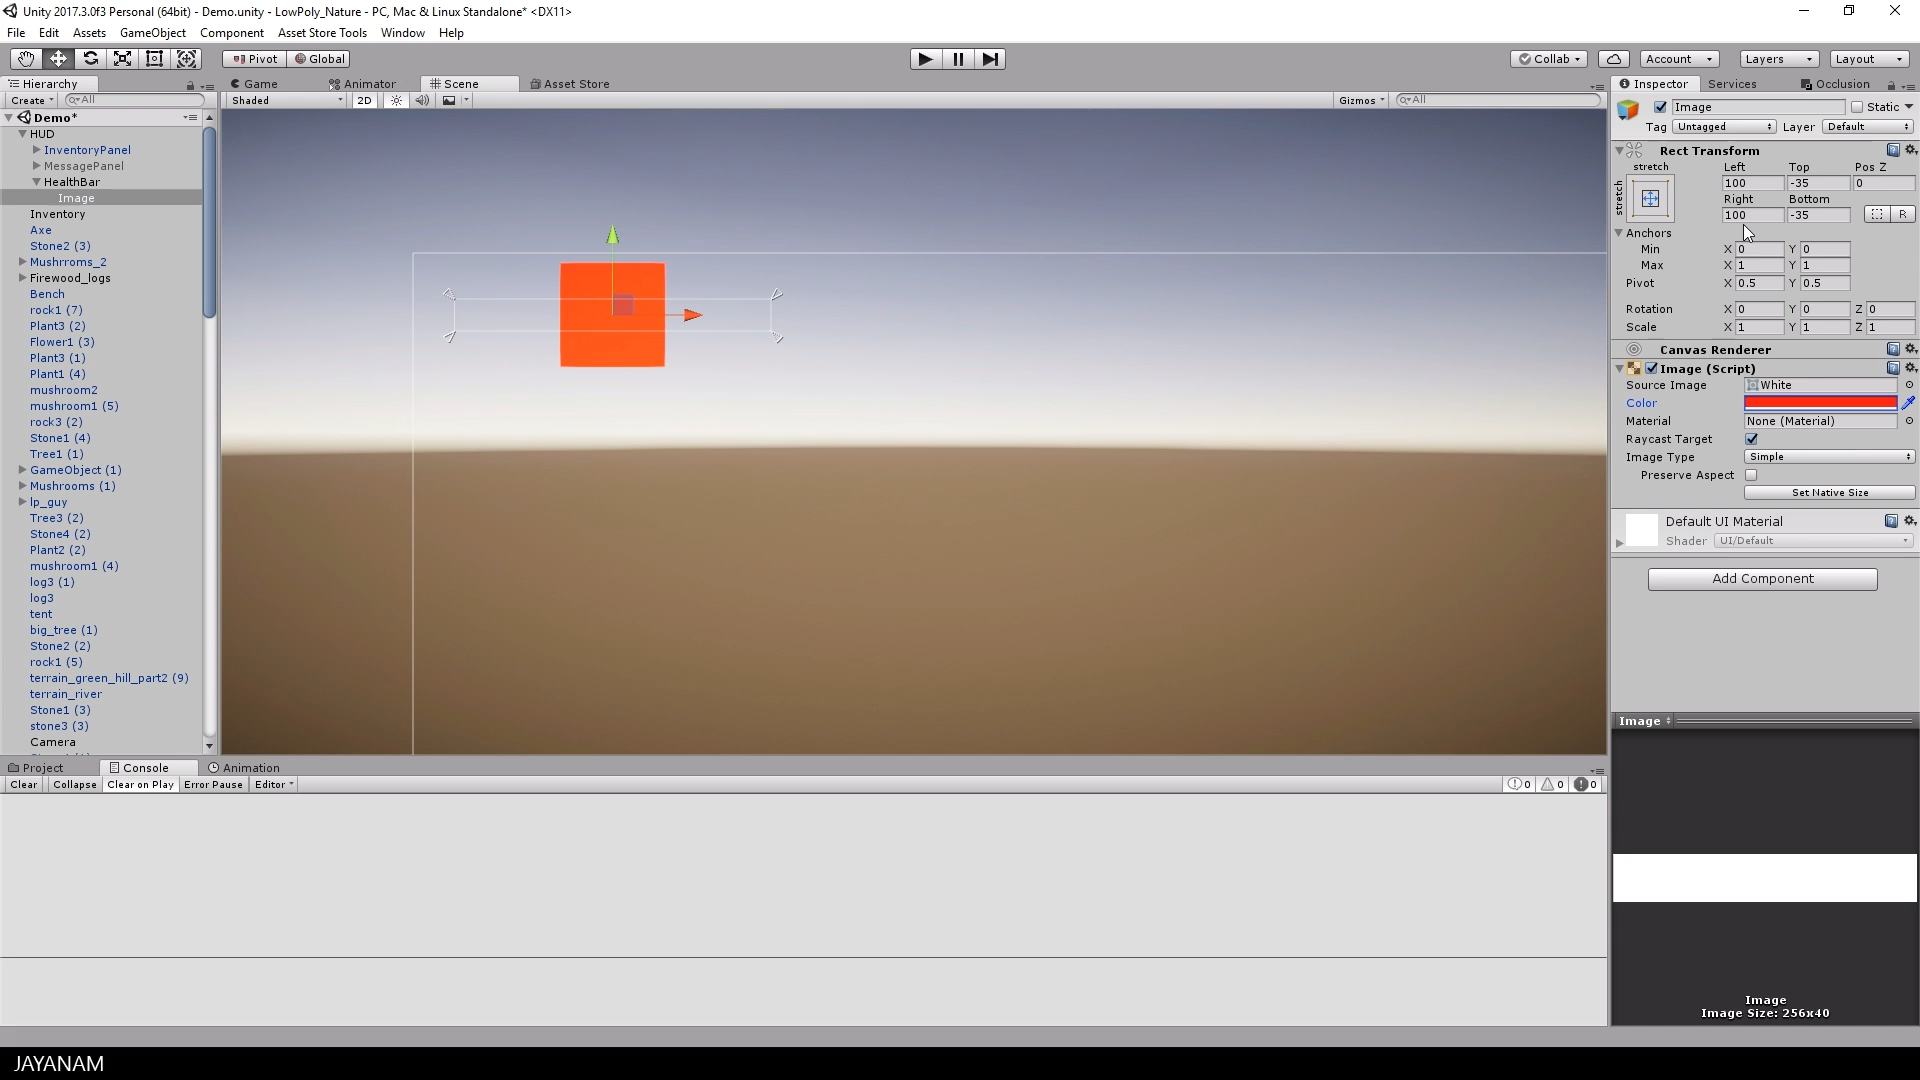 Unity 2017.3.0f3 Personal (64bit) - Demo.unity - LowPoly_Nature - PC, Mac & Linux Standalone* <DX11>
File Edit Assets GameObject Component Asset Store Tools Window Help
Pivot Global Collab Account Layers Layout
Hierarchy Game Animator Scene Asset Store Inspector Services Occlusion
Create All Shaded 2D Gizmos All
Demo*
HUD
InventoryPanel
MessagePanel
HealthBar
Image
Inventory
Axe
Stone2 (3)
Mushrroms_2
Firewood_logs
Bench
rock1 (7)
Plant3 (2)
Flower1 (3)
Plant3 (1)
Plant1 (4)
mushroom2
mushroom1 (5)
rock3 (2)
Stone1 (4)
Tree1 (1)
GameObject (1)
Mushrooms (1)
lp_guy
Tree3 (2)
Stone4 (2)
Plant2 (2)
mushroom1 (4)
log3 (1)
log3
tent
big_tree (1)
Stone2 (2)
rock1 (5)
terrain_green_hill_part2 (9)
terrain_river
Stone1 (3)
stone3 (3)
Camera
Image Static
Tag Untagged Layer Default
Rect Transform
stretch Left Top Pos Z
stretch 100 -35 0
Right Bottom
100 -35 R
Anchors
Min X 0 Y 0
Max X 1 Y 1
Pivot X 0.5 Y 0.5
Rotation X 0 Y 0 Z 0
Scale X 1 Y 1 Z 1
Canvas Renderer
Image (Script)
Source Image White
Color
Material None (Material)
Raycast Target
Image Type Simple
Preserve Aspect
Set Native Size
Default UI Material
Shader UI/Default
Add Component
Image
Image
Image Size: 256x40
Project Console Animation
Clear Collapse Clear on Play Error Pause Editor 0 0 0
JAYANAM